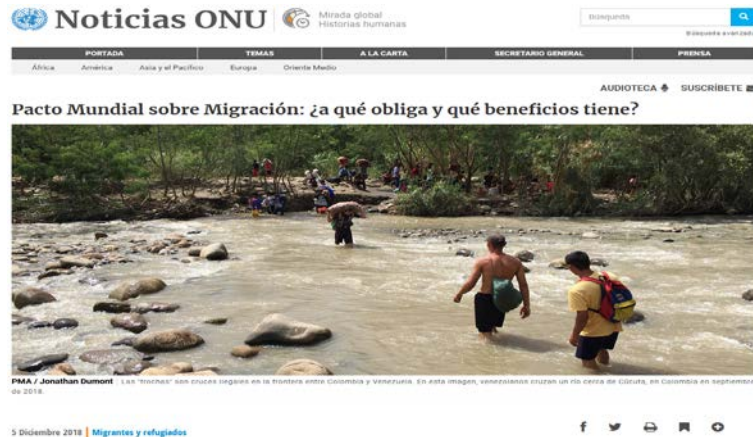 Noticias ONU
Mirada global
Historias humanas
Búsqueda
Búsqueda avanzada
PORTADA TEMAS A LA CARTA SECRETARIO GENERAL PRENSA
África América Asia y el Pacífico Europa Oriente Medio
AUDIOTECA SUSCRÍBETE
Pacto Mundial sobre Migración: ¿a qué obliga y qué beneficios tiene?
PMA / Jonathan Dumont | Las "trochas" son cruces ilegales en la frontera entre Colombia y Venezuela. En esta imagen, venezolanos cruzan un río cerca de Cúcuta, en Colombia en septiembre
de 2018.
5 Diciembre 2018 | Migrantes y refugiados